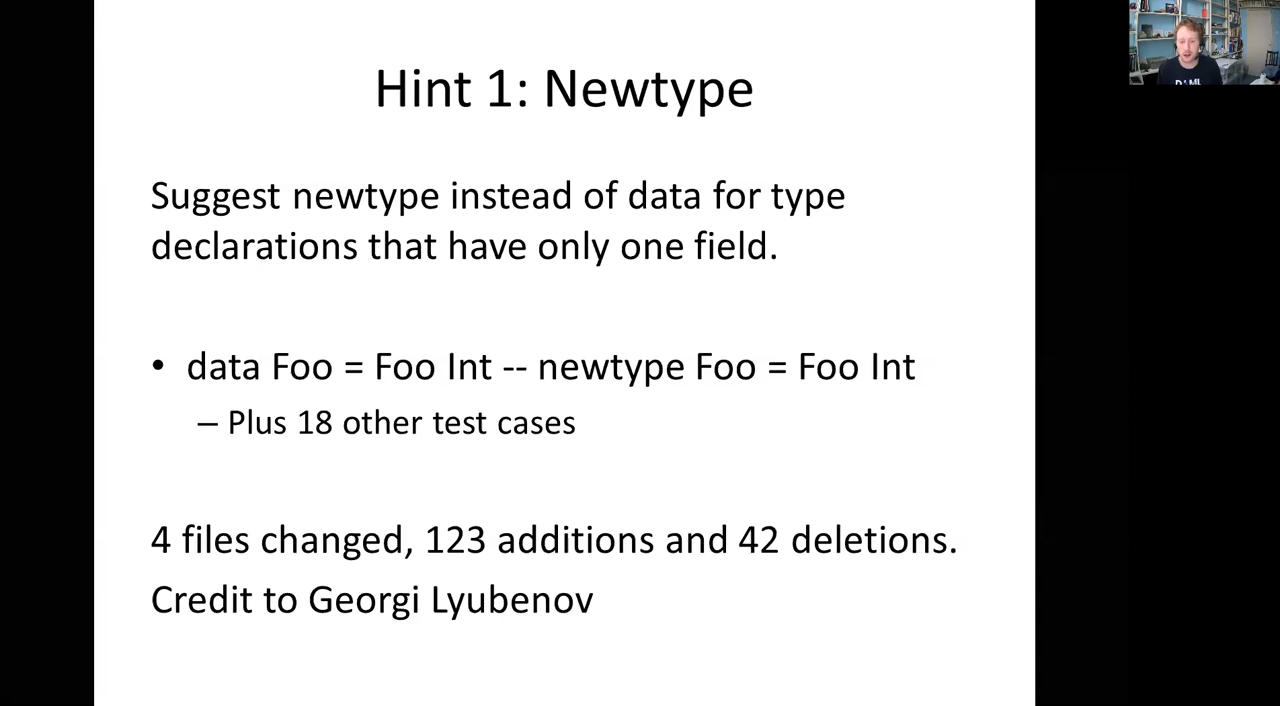 Hint 1: Newtype
Suggest newtype instead of data for type
declarations that have only one field.
• data Foo = Foo Int -- newtype Foo = Foo Int
– Plus 18 other test cases
4 files changed, 123 additions and 42 deletions.
Credit to Georgi Lyubenov